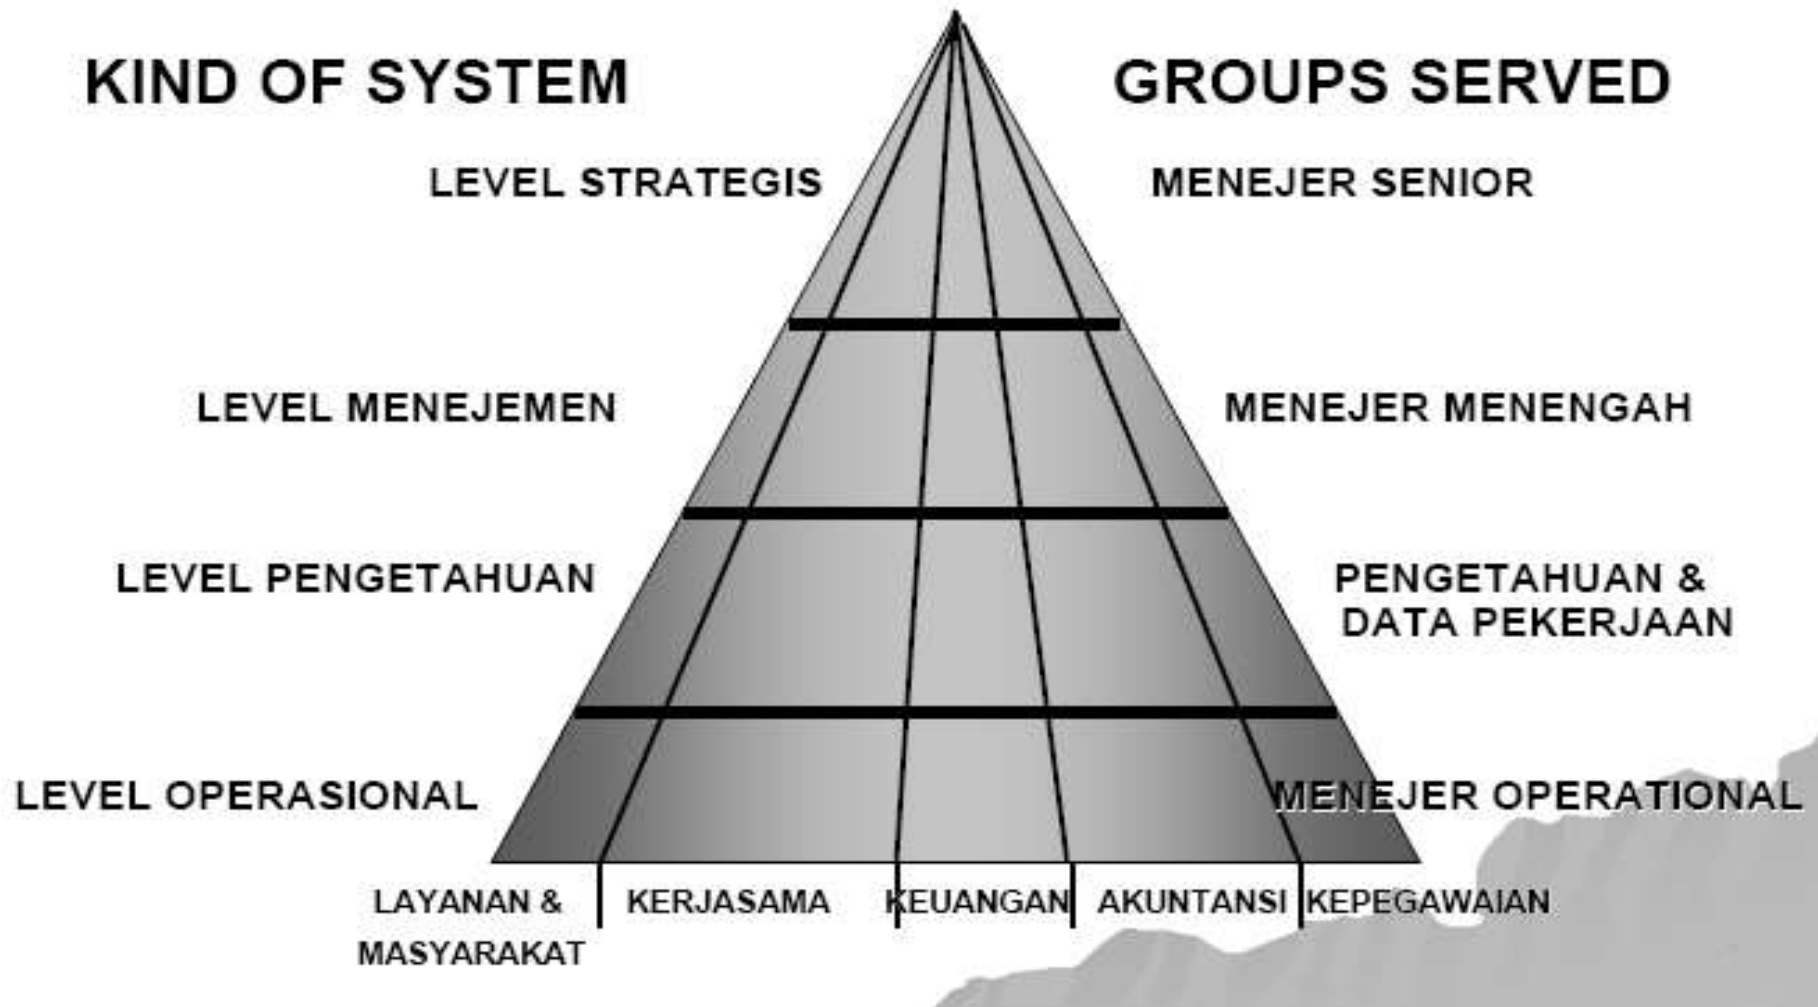 KIND OF SYSTEM
GROUPS SERVED
LEVEL STRATEGIS
MENEJER SENIOR
LEVEL MENEJEMEN
MENEJER MENENGAH
LEVEL PENGETAHUAN
PENGETAHUAN &
DATA PEKERJAAN
LEVEL OPERASIONAL
MENEJER OPERATIONAL
LAYANAN &
MASYARAKAT
KERJASAMA
KEUANGAN
AKUNTANSI
KEPEGAWAIAN